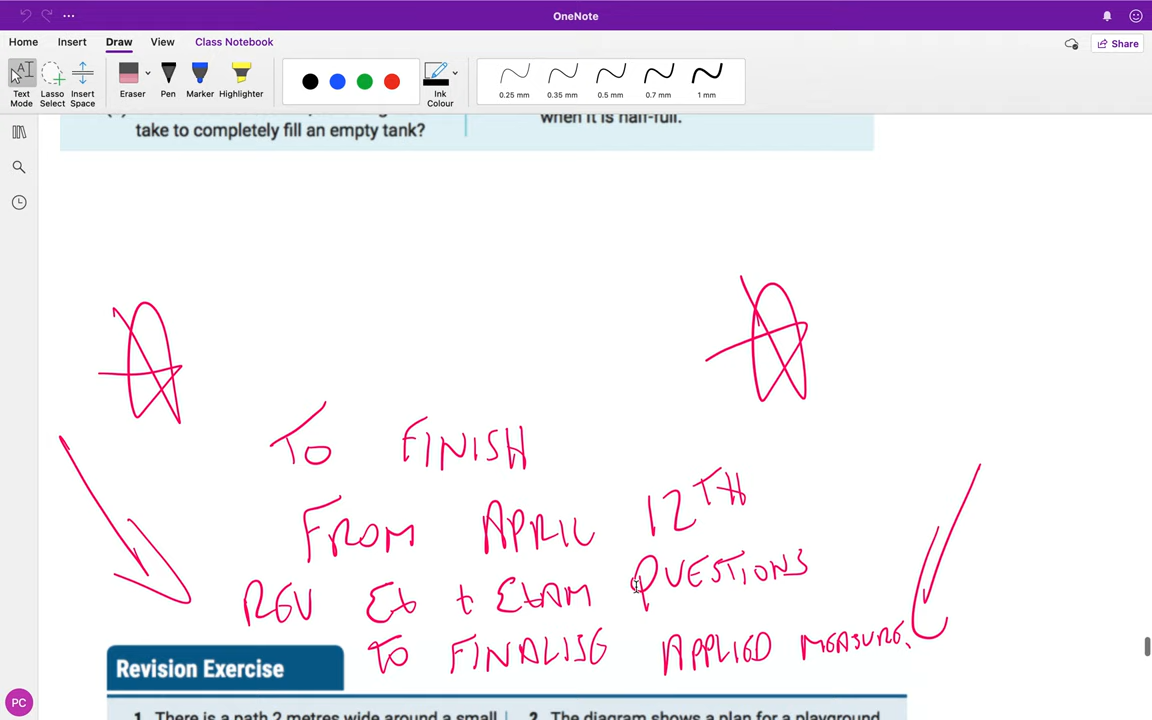 OneNote
Home Insert Draw View Class Notebook
Share
Text Mode Lasso Select Insert Space Eraser Pen Marker Highlighter Ink Colour 0.25 mm 0.35 mm 0.5 mm 0.7 mm 1 mm
take to completely fill an empty tank?
when it is half-full.
TO FINISH
FROM APRIL 12TH
REV Ex + EXAM QUESTIONS
TO FINALISE APPLIED MEASURE.
Revision Exercise
1. There is a path 2 metres wide around a small
2. The diagram shows a plan for a playground
PC